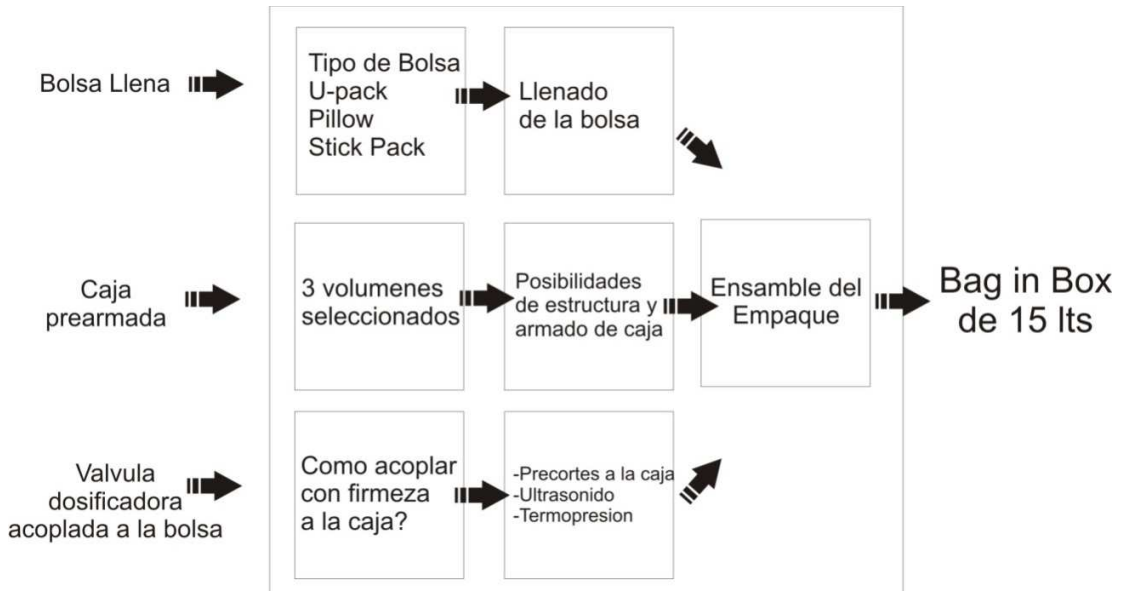 Bolsa Llena
Tipo de Bolsa
U-pack
Pillow
Stick Pack
Llenado
de la bolsa
Caja
prearmada
3 volumenes
seleccionados
Posibilidades
de estructura y
armado de caja
Ensamble del
Empaque
Bag in Box
de 15 lts
Valvula
dosificadora
acoplada a la bolsa
Como acoplar
con firmeza
a la caja?
-Precortes a la caja
-Ultrasonido
-Termopresion